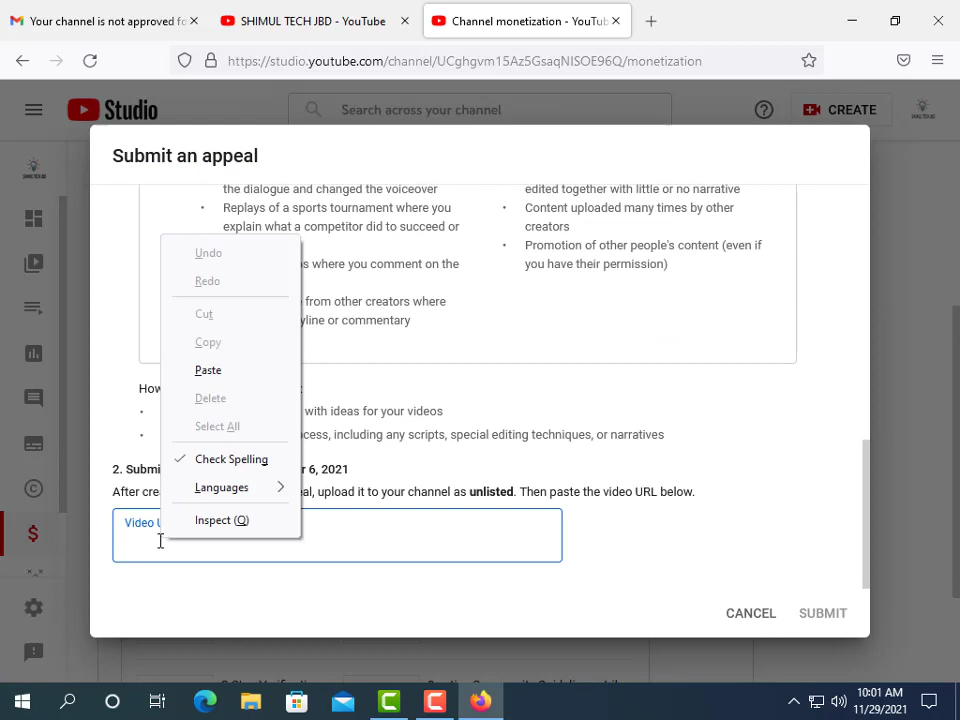 Your channel is not approved fo
SHIMUL TECH JBD - YouTube
Channel monetization - YouTub
https://studio.youtube.com/channel/UCghgvm15Az5GsaqNISOE96Q/monetization
Studio
Search across your channel
CREATE
Submit an appeal
the dialogue and changed the voiceover
Replays of a sports tournament where you
explain what a competitor did to succeed or
os where you comment on the
from other creators where
yline or commentary
edited together with little or no narrative
Content uploaded many times by other
creators
Promotion of other people's content (even if
you have their permission)
Undo
Redo
Cut
Copy
Paste
Delete
Select All
Check Spelling
Languages
Inspect (Q)
How
with ideas for your videos
cess, including any scripts, special editing techniques, or narratives
2. Submi r 6, 2021
After crea al, upload it to your channel as unlisted. Then paste the video URL below.
Video U
CANCEL
SUBMIT
10:01 AM
11/29/2021